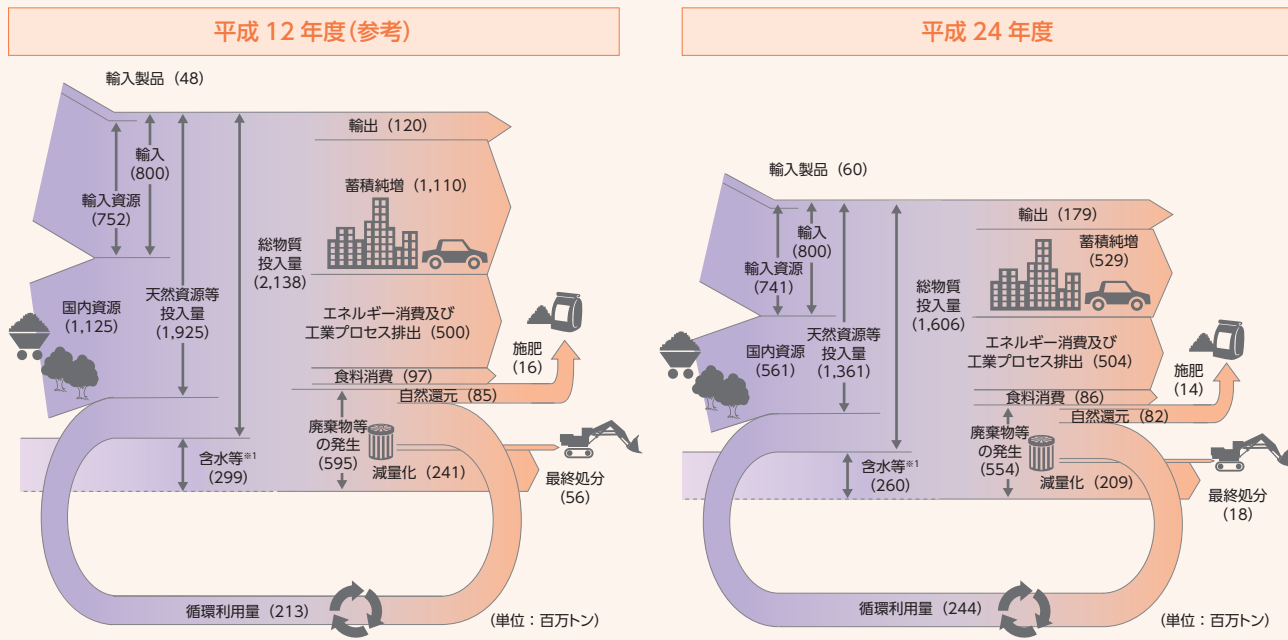 平成 12 年度(参考)
輸入製品（48）
輸入
(800)
輸入資源
(752)
国内資源
(1,125)
天然資源等
投入量
(1,925)
総物質
投入量
(2,138)
輸出（120）
蓄積純増（1,110）
エネルギー消費及び
工業プロセス排出（500）
食料消費（97）
自然還元（85）
施肥
(16)
廃棄物等
の発生
(595)
減量化（241）
含水等※1
(299)
最終処分
(56)
循環利用量（213）
(単位：百万トン)
平成 24 年度
輸入製品（60）
輸入
(800)
輸入資源
(741)
国内資源
(561)
天然資源等
投入量
(1,361)
総物質
投入量
(1,606)
輸出（179）
蓄積純増
(529)
エネルギー消費及び
工業プロセス排出（504）
食料消費（86）
自然還元（82）
施肥
(14)
廃棄物等
の発生
(554)
減量化（209）
含水等※1
(260)
最終処分
(18)
循環利用量（244）
(単位：百万トン)